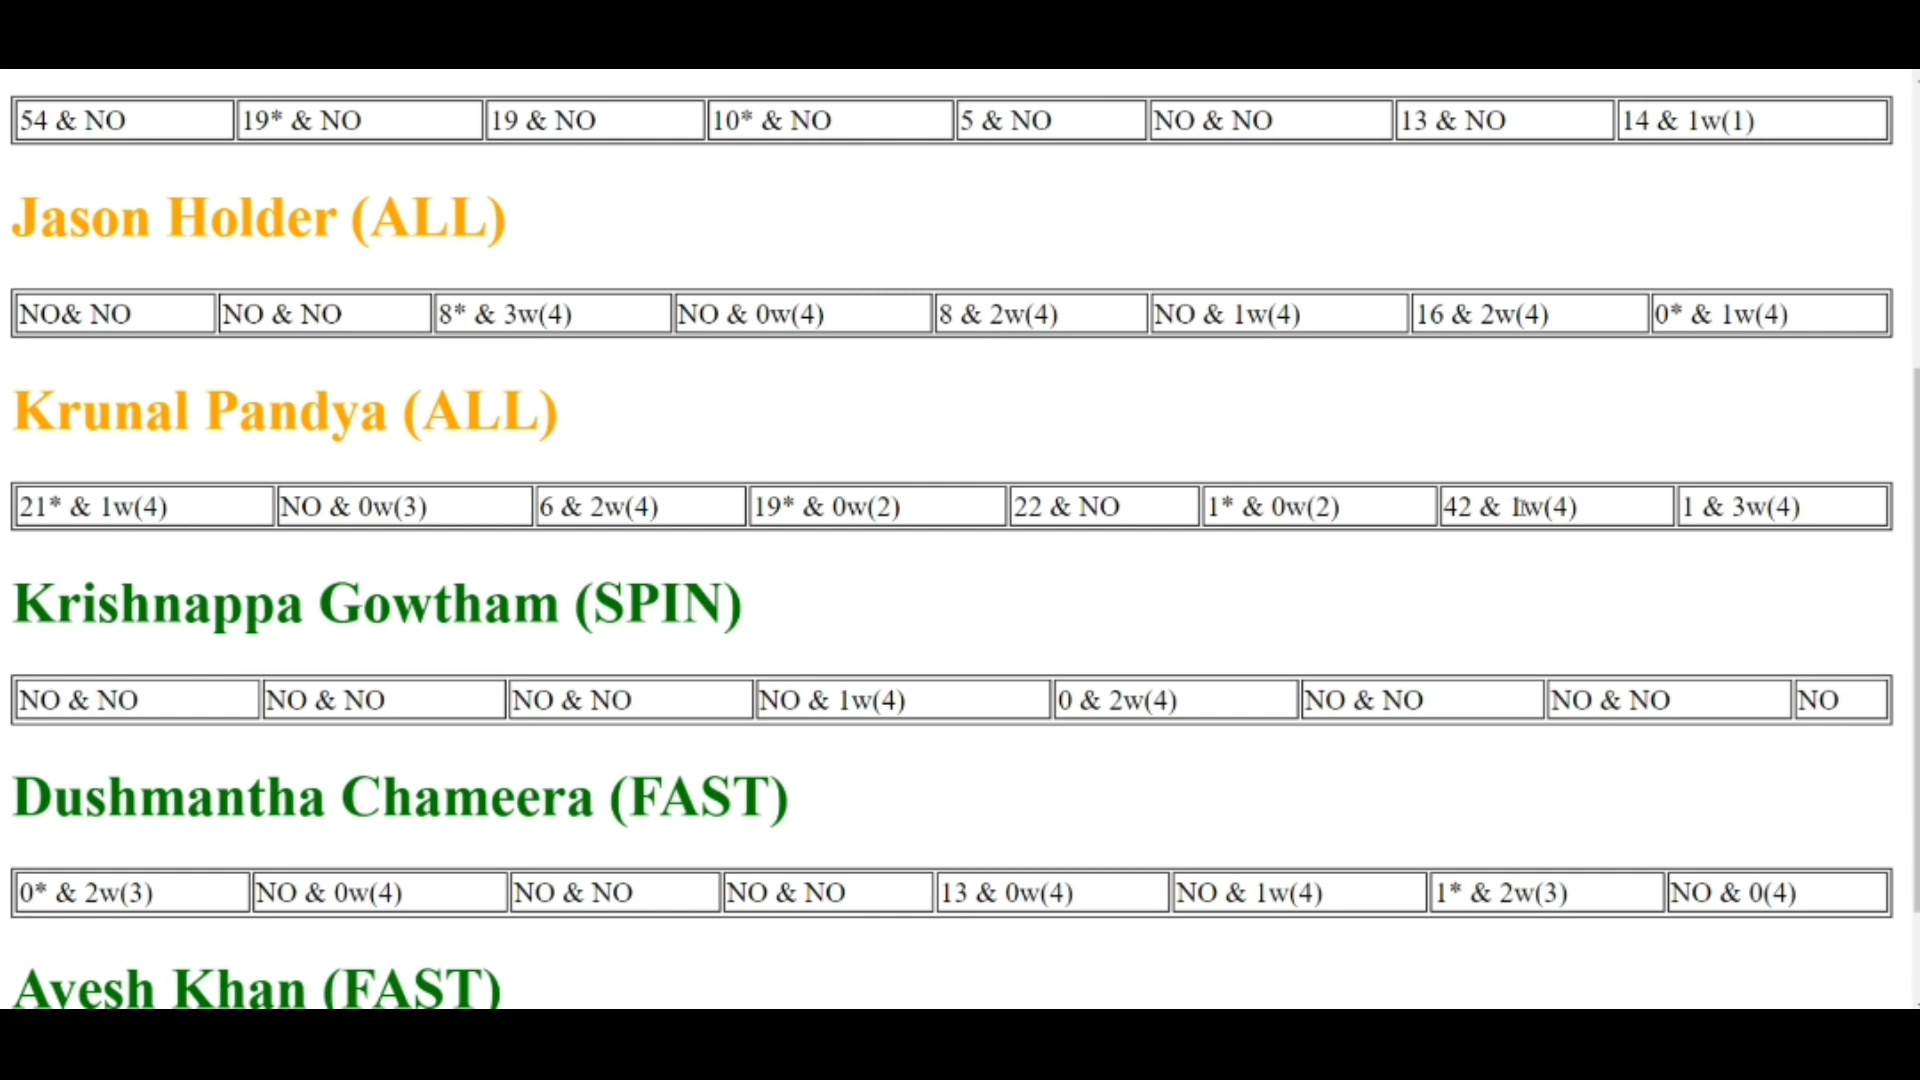 54 & NO 19* & NO 19 & NO 10* & NO 5 & NO NO & NO 13 & NO 14 & 1w(1)
Jason Holder (ALL)
NO& NO NO & NO 8* & 3w(4) NO & 0w(4) 8 & 2w(4) NO & 1w(4) 16 & 2w(4) 0* & 1w(4)
Krunal Pandya (ALL)
21* & 1w(4) NO & 0w(3) 6 & 2w(4) 19* & 0w(2) 22 & NO 1* & 0w(2) 42 & 1w(4) 1 & 3w(4)
Krishnappa Gowtham (SPIN)
NO & NO NO & NO NO & NO NO & 1w(4) 0 & 2w(4) NO & NO NO & NO NO
Dushmantha Chameera (FAST)
0* & 2w(3) NO & 0w(4) NO & NO NO & NO 13 & 0w(4) NO & 1w(4) 1* & 2w(3) NO & 0(4)
Avesh Khan (FAST)